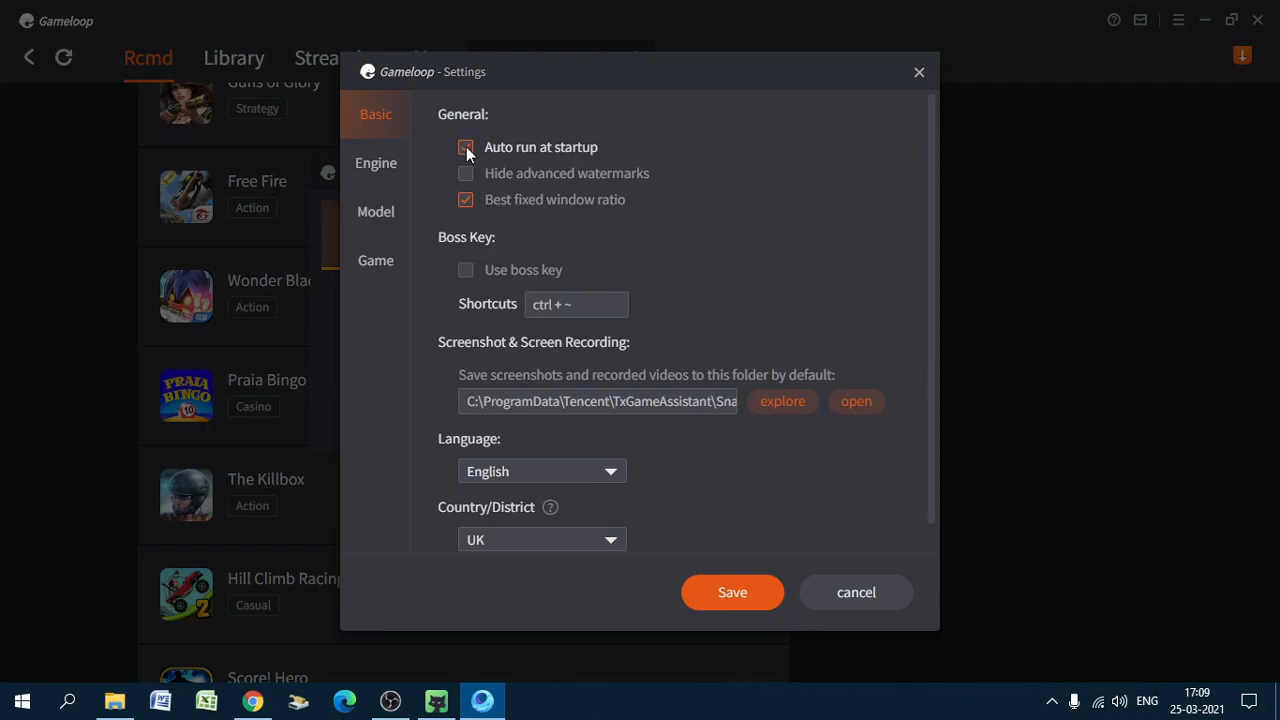 Gameloop
Rcmd
Library
Gameloop - Settings
Guns of Glory
Strategy
Free Fire
Action
Action
Praia Bingo
Casino
The Killbox
Action
Casual
Score! Hero
Basic
Engine
Model
Game
General:
Auto run at startup
Hide advanced watermarks
Best fixed window ratio
Boss Key:
Use boss key
Shortcuts
ctrl + ~
Screenshot & Screen Recording:
Save screenshots and recorded videos to this folder by default:
C:\ProgramData\Tencent\TxGameAssistant\Sna
explore
open
Language:
English
Country/District ?
UK
Save
cancel
PRAIA BINGO
10
2
ENG
17:09
25-03-2021